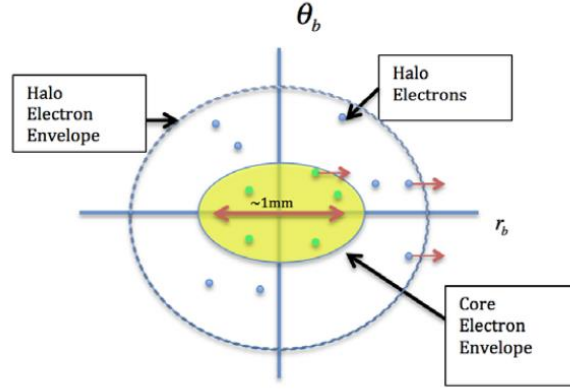 θb
Halo
Electron
Envelope
Halo
Electrons
~1mm
rb
Core
Electron
Envelope